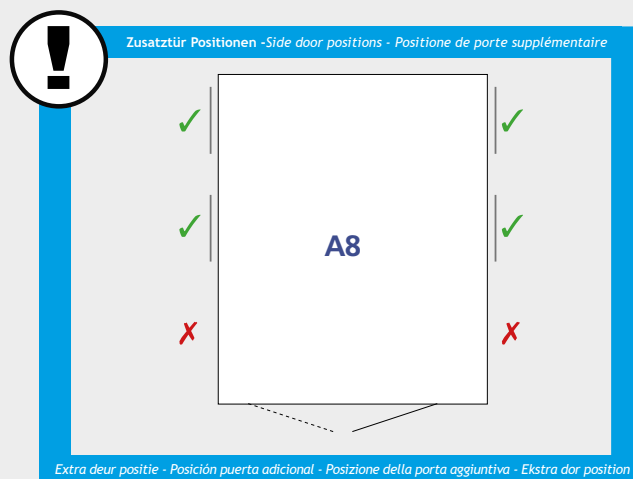 !
Zusatztür Positionen -Side door positions - Positione de porte supplémentaire
✓ ✓
✓ ✓
A8
✗ ✗
Extra deur positie - Posición puerta adicional - Posizione della porta aggiuntiva - Ekstra dor position